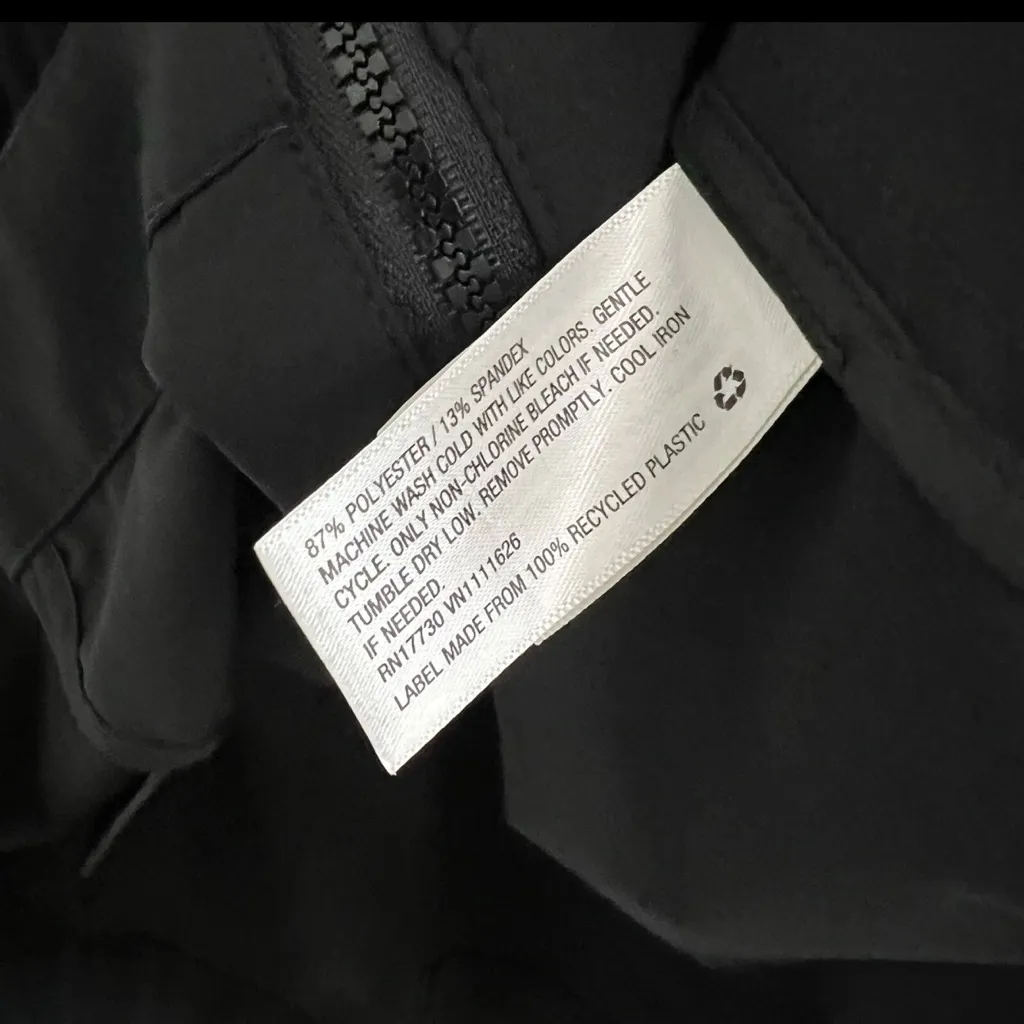 87% POLYESTER / 13% SPANDEX
MACHINE WASH COLD WITH LIKE COLORS. GENTLE
CYCLE. ONLY NON-CHLORINE BLEACH IF NEEDED.
TUMBLE DRY LOW. REMOVE PROMPTLY. COOL IRON
IF NEEDED.
RN17730 VN1111626
LABEL MADE FROM 100% RECYCLED PLASTIC